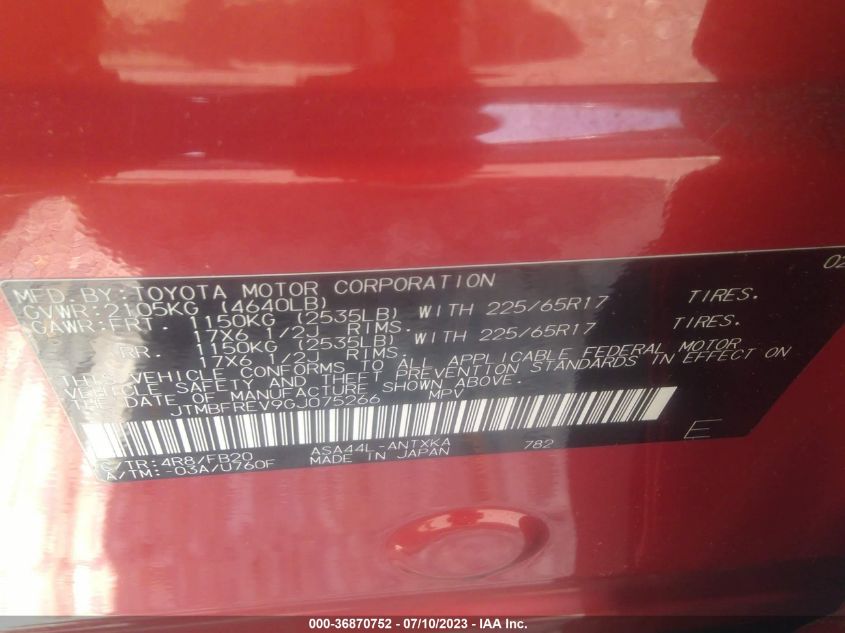 02
MFD. BY: TOYOTA MOTOR CORPORATION
GVWR: 2105KG (4640LB)
GAWR: FRT. 1150KG (2535LB) WITH 225/65R17 TIRES.
17X6 1/2J RIMS.
RR. 1150KG (2535LB) WITH 225/65R17 TIRES.
17X6 1/2J RIMS.
THIS VEHICLE CONFORMS TO ALL APPLICABLE FEDERAL MOTOR
VEHICLE SAFETY AND THEFT PREVENTION STANDARDS IN EFFECT ON
THE DATE OF MANUFACTURE SHOWN ABOVE.
JTMBFREV9GJ075266 MPV
C/TR: 4R8/FB20 ASA44L-ANTXKA 782 E
A/TM: -03A/U760F MADE IN JAPAN
000-36870752 - 07/10/2023 - IAA Inc.